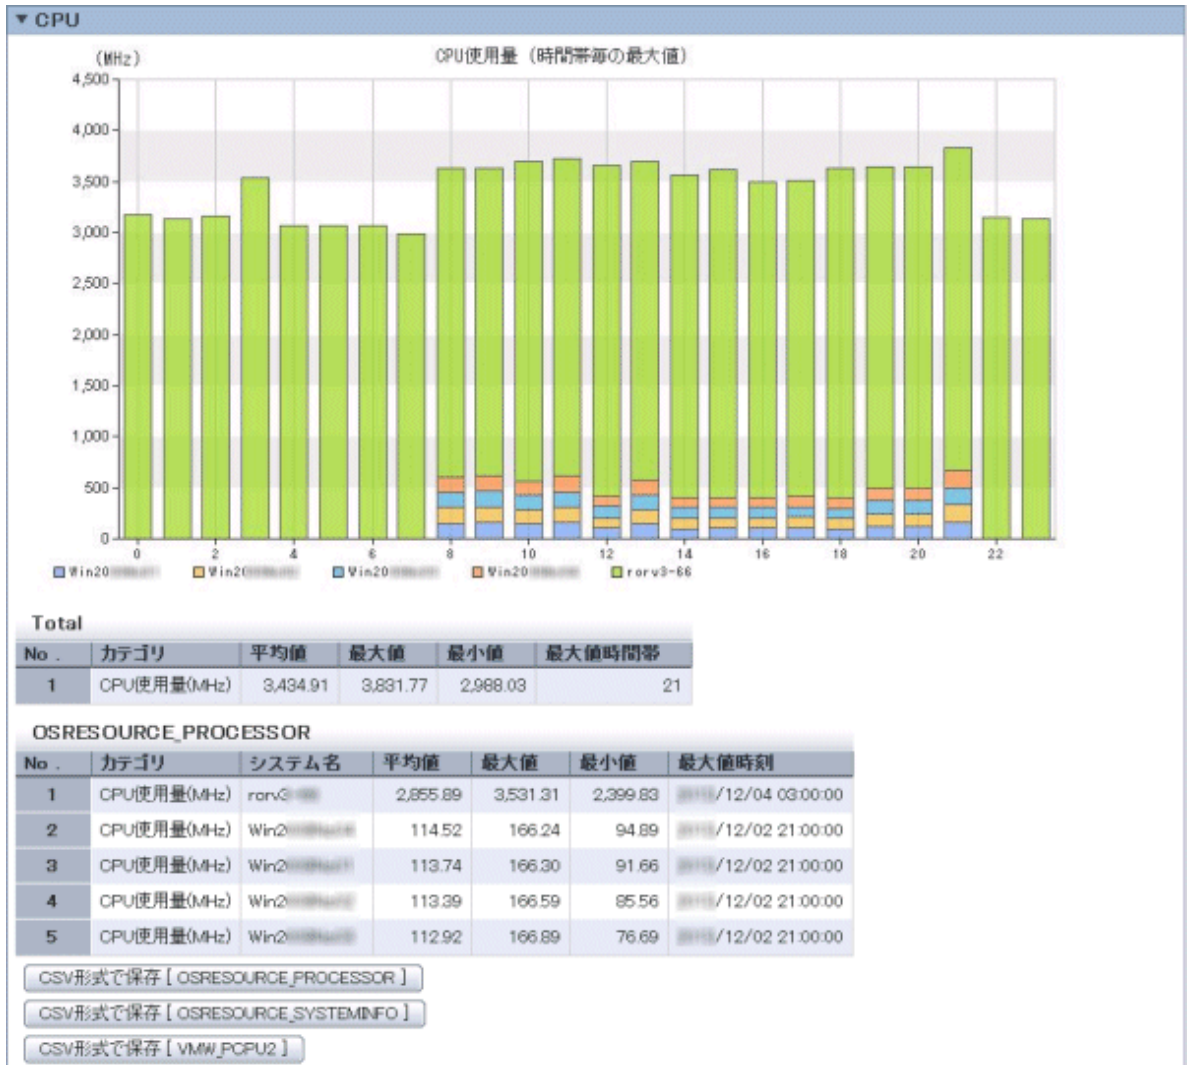 ▼ CPU
(MHz)
CPU使用量 (時間帯毎の最大値)
4,500
4,000
3,500
3,000
2,500
2,000
1,500
1,000
500
0
0 2 4 6 8 10 12 14 16 18 20 22
Win20 Win20 Win20 Win20 rorv3-66
Total
No. カテゴリ 平均値 最大値 最小値 最大値時間帯
1 CPU使用量(MHz) 3,434.91 3,831.77 2,988.03 21
OSRESOURCE_PROCESSOR
No. カテゴリ システム名 平均値 最大値 最小値 最大値時刻
1 CPU使用量(MHz) rorv3 2,855.89 3,531.31 2,399.83 /12/04 03:00:00
2 CPU使用量(MHz) Win2 114.52 166.24 94.89 /12/02 21:00:00
3 CPU使用量(MHz) Win2 113.74 166.30 91.66 /12/02 21:00:00
4 CPU使用量(MHz) Win2 113.39 166.59 85.56 /12/02 21:00:00
5 CPU使用量(MHz) Win2 112.92 166.89 76.69 /12/02 21:00:00
CSV形式で保存 [ OSRESOURCE_PROCESSOR ]
CSV形式で保存 [ OSRESOURCE_SYSTEMINFO ]
CSV形式で保存 [ VMW_PCPU2 ]